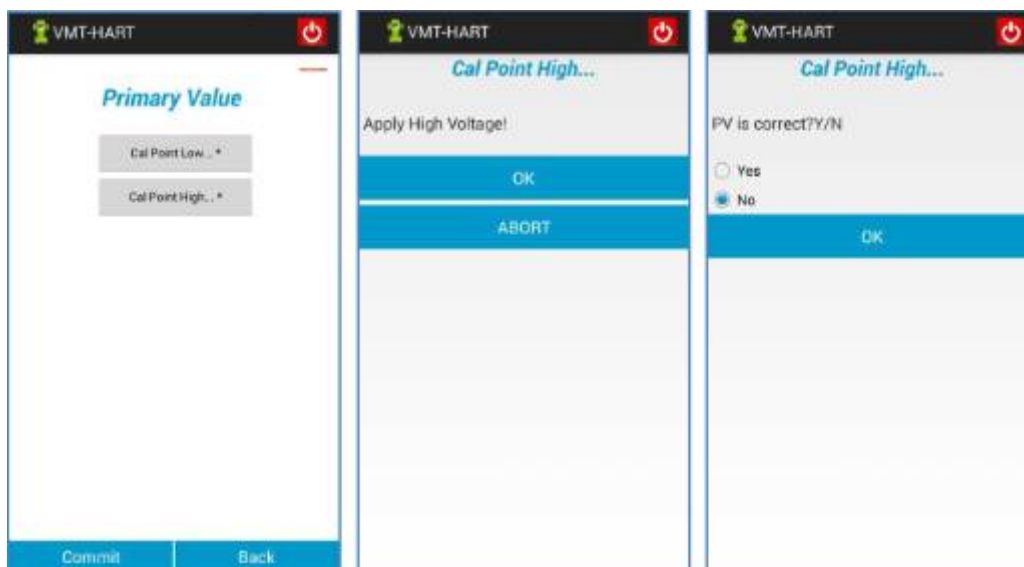 VMT-HART
Primary Value
Cal Point Low...*
Cal Point High...*
Commit
Back
VMT-HART
Cal Point High...
Apply High Voltage!
OK
ABORT
VMT-HART
Cal Point High...
PV is correct?Y/N
Yes
No
OK